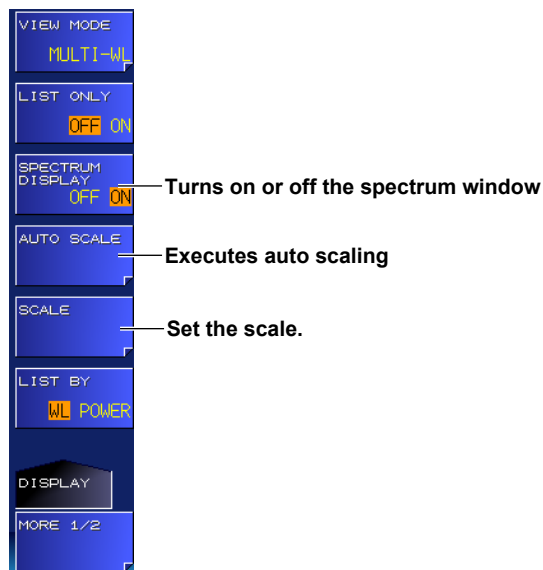 VIEW MODE
MULTI-WL
LIST ONLY
OFF ON
SPECTRUM
DISPLAY
OFF ON
Turns on or off the spectrum window
AUTO SCALE
Executes auto scaling
SCALE
Set the scale.
LIST BY
WL POWER
DISPLAY
MORE 1/2